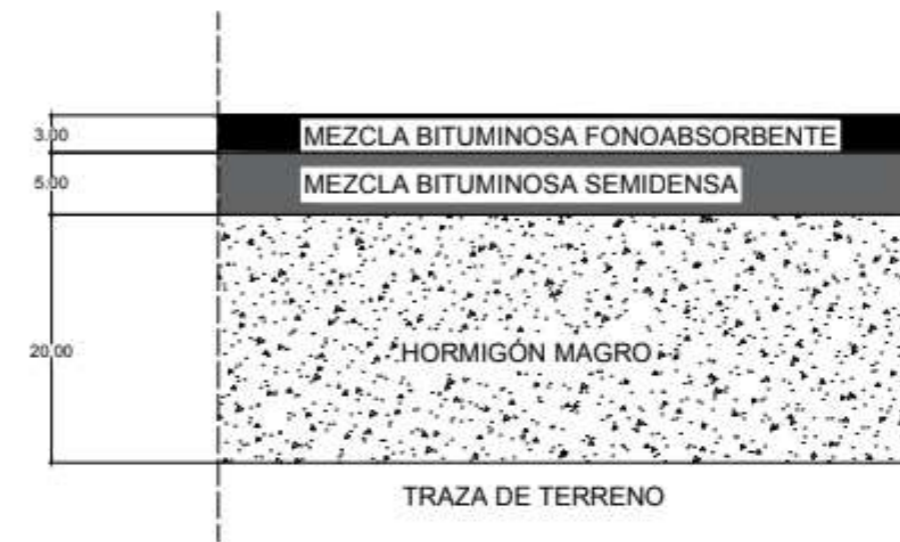 3.00
MEZCLA BITUMINOSA FONOABSORBENTE
5.00
MEZCLA BITUMINOSA SEMIDENSA
20.00
HORMIGÓN MAGRO
TRAZA DE TERRENO